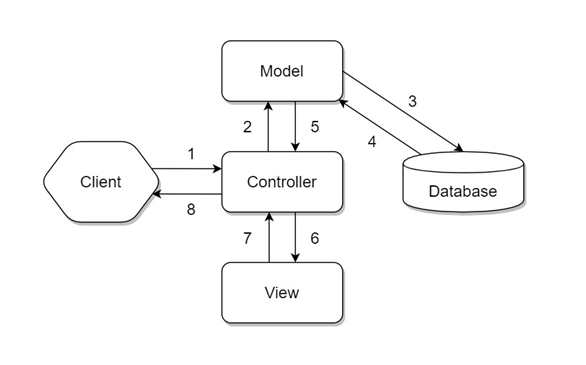 Model
3
2
5
4
1
Client
Controller
Database
8
7
6
View